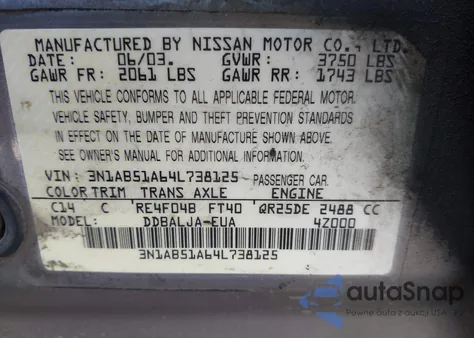 MANUFACTURED BY NISSAN MOTOR CO., LTD.
DATE: 06/03. GVWR: 3750 LBS
GAWR FR: 2061 LBS GAWR RR: 1743 LBS
THIS VEHICLE CONFORMS TO ALL APPLICABLE FEDERAL MOTOR
VEHICLE SAFETY, BUMPER AND THEFT PREVENTION STANDARDS
IN EFFECT ON THE DATE OF MANUFACTURE SHOWN ABOVE.
SEE OWNER'S MANUAL FOR ADDITIONAL INFORMATION.
VIN: 3N1AB51A64L738125 PASSENGER CAR.
COLOR TRIM TRANS AXLE ENGINE
C14 C RE4F04B FT40 QR25DE 2488 CC
MODEL: DDBALJA-EUA 4Z000
3N1AB51A64L738125
autoSnap